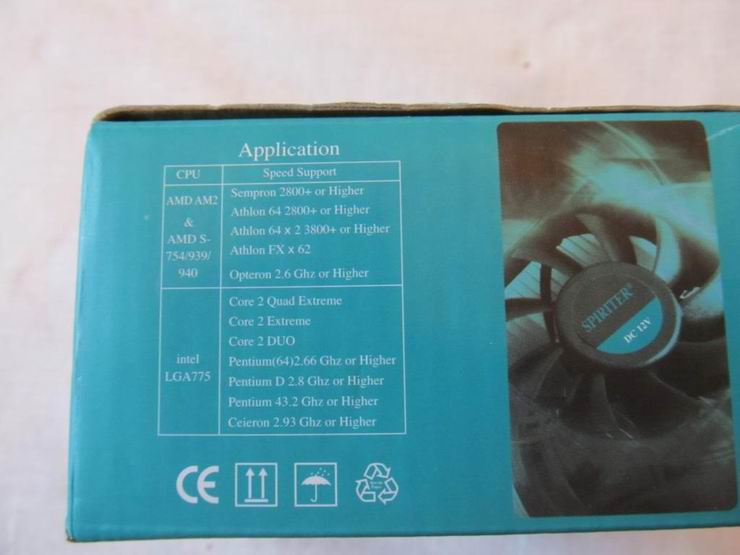 Application
CPU Speed Support
AMD AM2
&
AMD S-
754/939/
940
Sempron 2800+ or Higher
Athlon 64 2800+ or Higher
Athlon 64 x 2 3800+ or Higher
Athlon FX x 62
Opteron 2.6 Ghz or Higher
intel
LGA775
Core 2 Quad Extreme
Core 2 Extreme
Core 2 DUO
Pentium(64)2.66 Ghz or Higher
Pentium D 2.8 Ghz or Higher
Pentium 43.2 Ghz or Higher
Ceieron 2.93 Ghz or Higher
CE
SPIRITER®
DC 12V